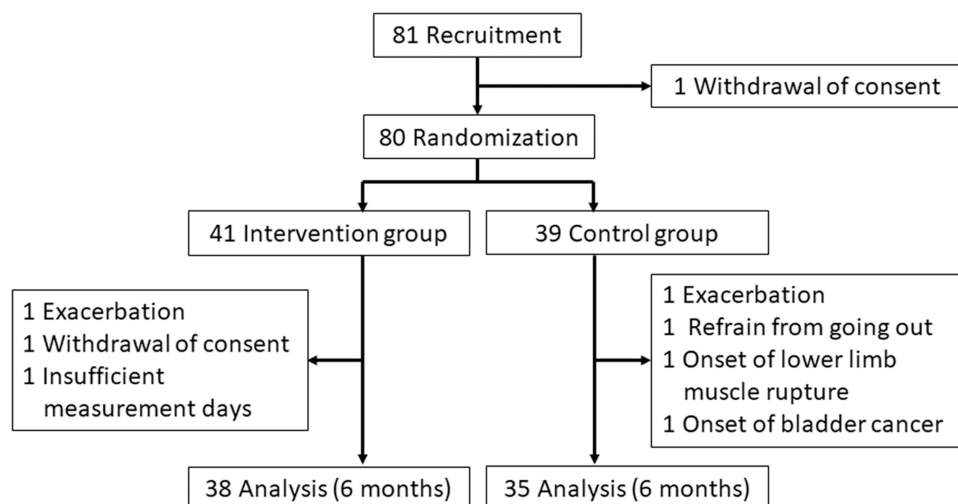 81 Recruitment
1 Withdrawal of consent
80 Randomization
41 Intervention group
39 Control group
1 Exacerbation
1 Withdrawal of consent
1 Insufficient
measurement days
1 Exacerbation
1 Refrain from going out
1 Onset of lower limb
muscle rupture
1 Onset of bladder cancer
38 Analysis (6 months)
35 Analysis (6 months)